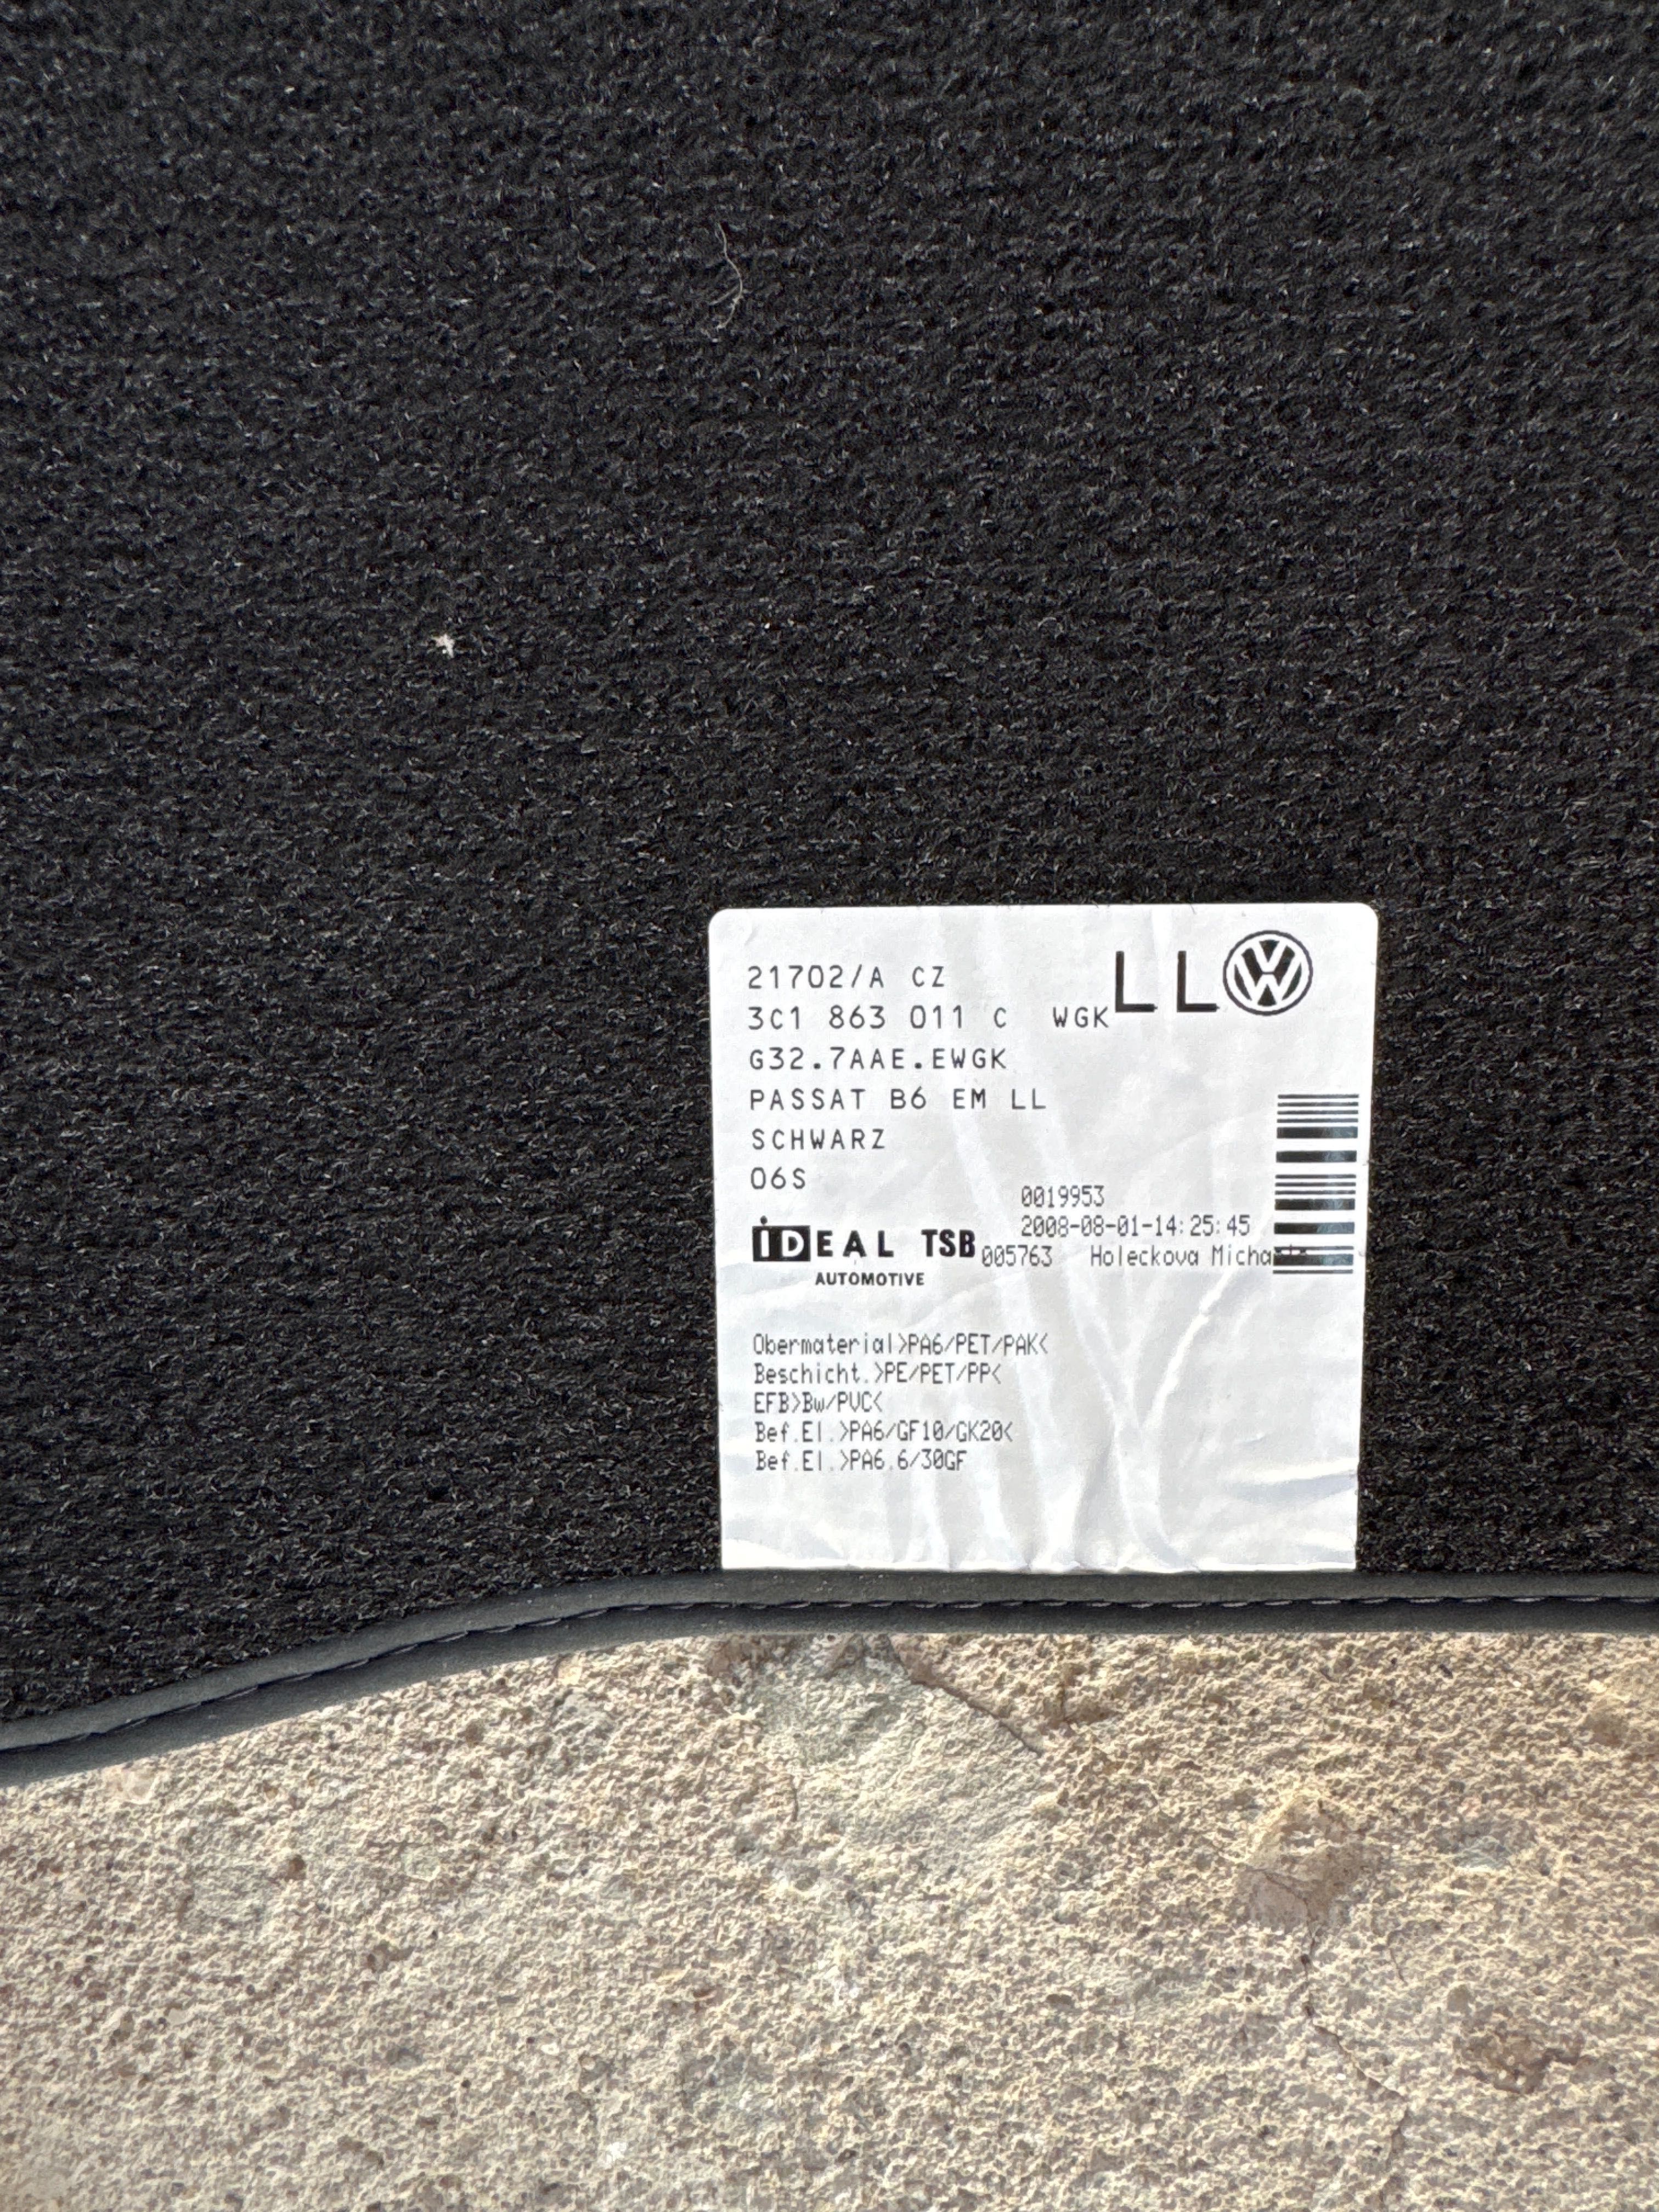 21702/A CZ
LL
3C1 863 011 C WGK
G32.7AAE.EWGK
PASSAT B6 EM LL
SCHWARZ
06S
0019953
2008-08-01-14:25:45
IDEAL TSB 005763 Holeckova
AUTOMOTIVE
Obermaterial>PA6/PET/PAK<
Beschicht.>PE/PET/PP<
EFB>Bw/PVC<
Bef.El.>PA6/GF10/GK20<
Bef.El.>PA6.6/30GF